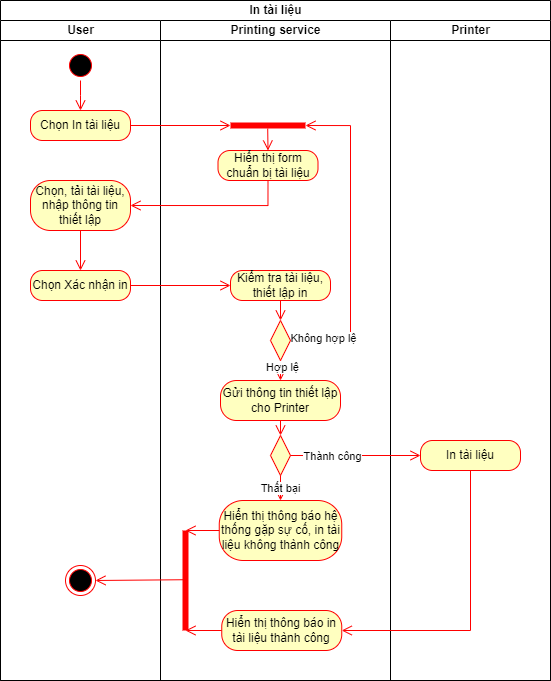 In tài liệu
User
Printing service
Printer
Chọn In tài liệu
Hiển thị form
chuẩn bị tài liệu
Chọn, tải tài liệu,
nhập thông tin
thiết lập
Chọn Xác nhận in
Kiểm tra tài liệu,
thiết lập in
Không hợp lệ
Hợp lệ
Gửi thông tin thiết lập
cho Printer
Thành công
In tài liệu
Thất bại
Hiển thị thông báo hệ
thống gặp sự cố, in tài
liệu không thành công
Hiển thị thông báo in
tài liệu thành công